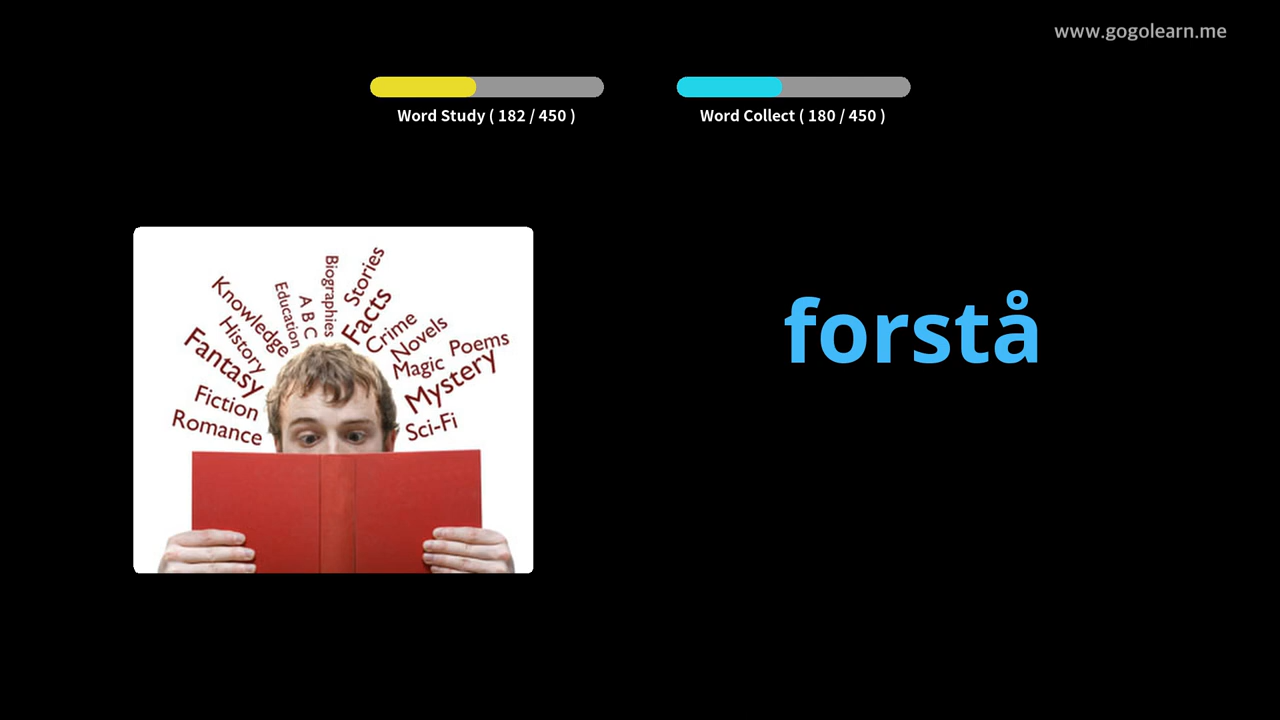 www.gogolearn.me
Word Study ( 182 / 450 )
Word Collect ( 180 / 450 )
forstå
Romance
Fiction
Fantasy
History
Knowledge
Education
A B C
Biographies
Stories
Facts
Crime
Novels
Magic
Poems
Mystery
Sci-Fi